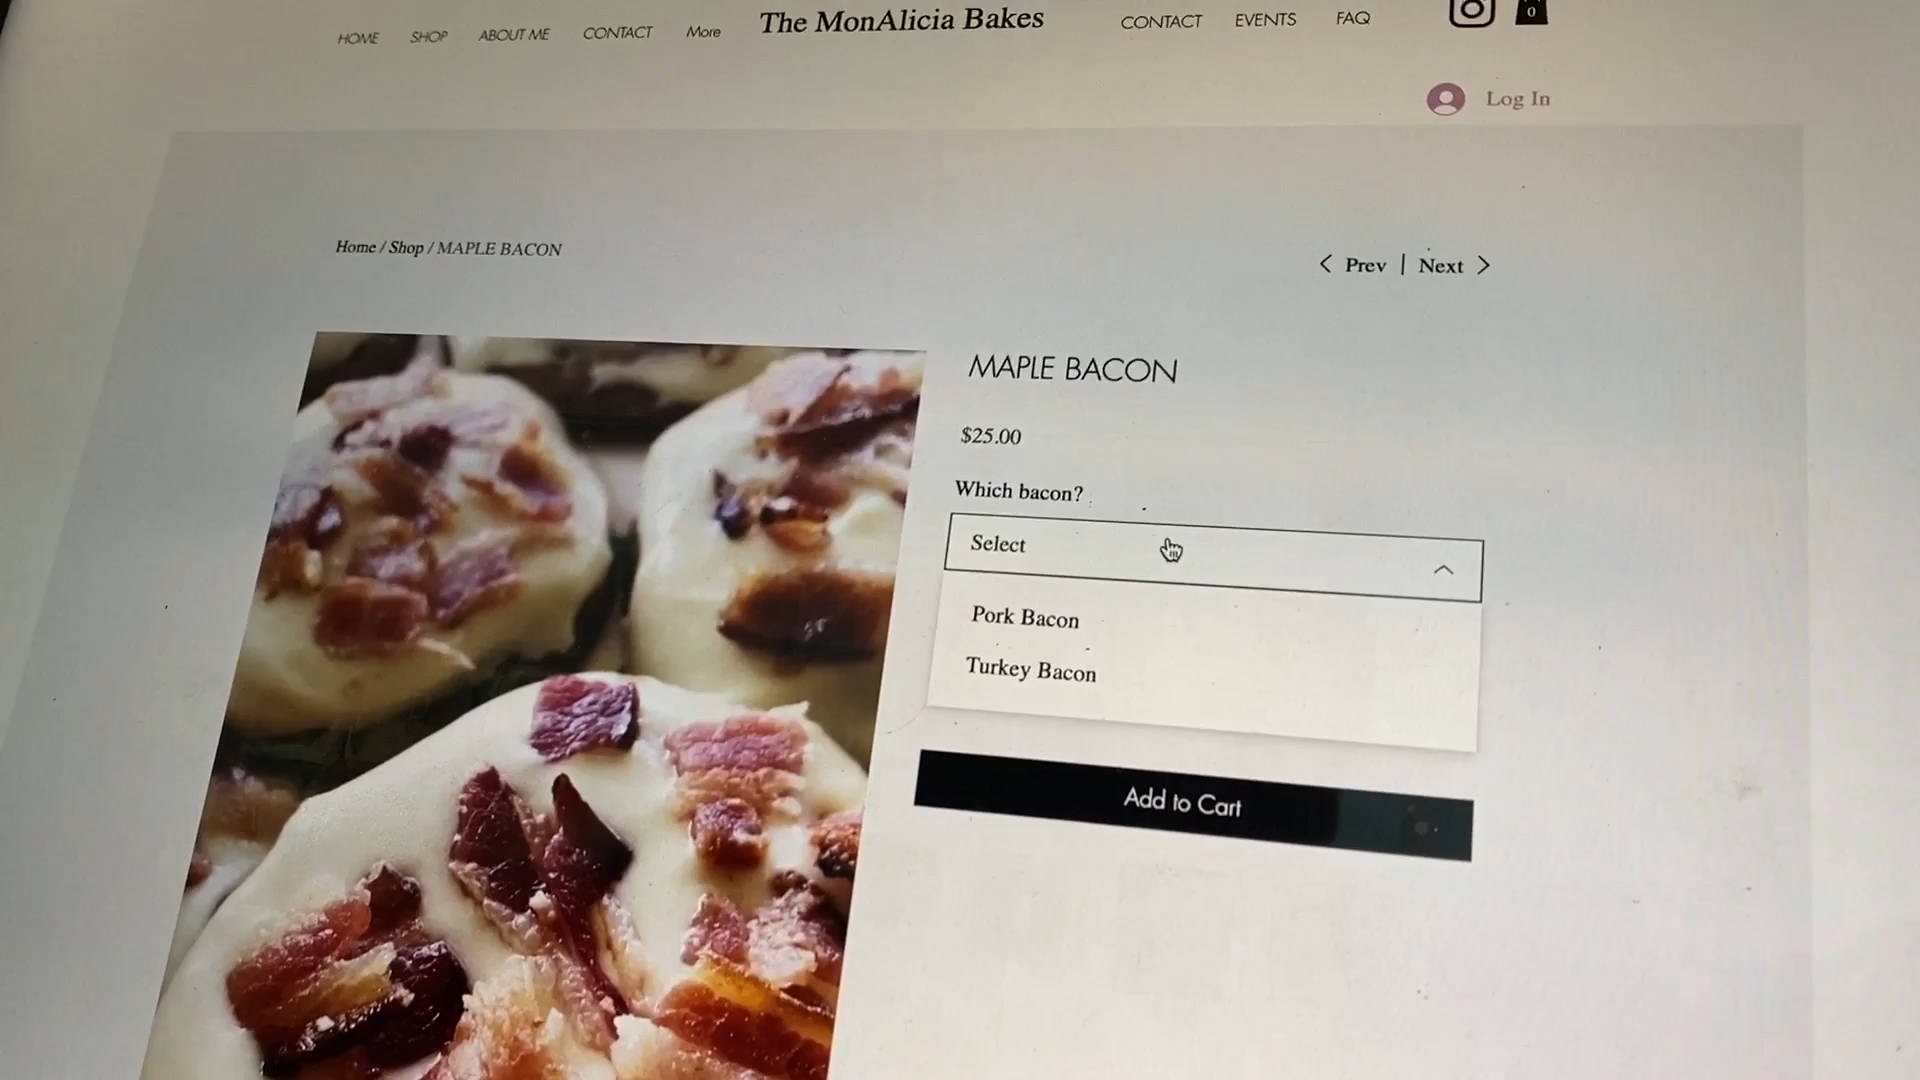 HOME SHOP ABOUT ME CONTACT More The MonAlicia Bakes CONTACT EVENTS FAQ 0
Log In
Home / Shop / MAPLE BACON
Prev | Next
MAPLE BACON
$25.00
Which bacon?
Select
Pork Bacon
Turkey Bacon
Add to Cart